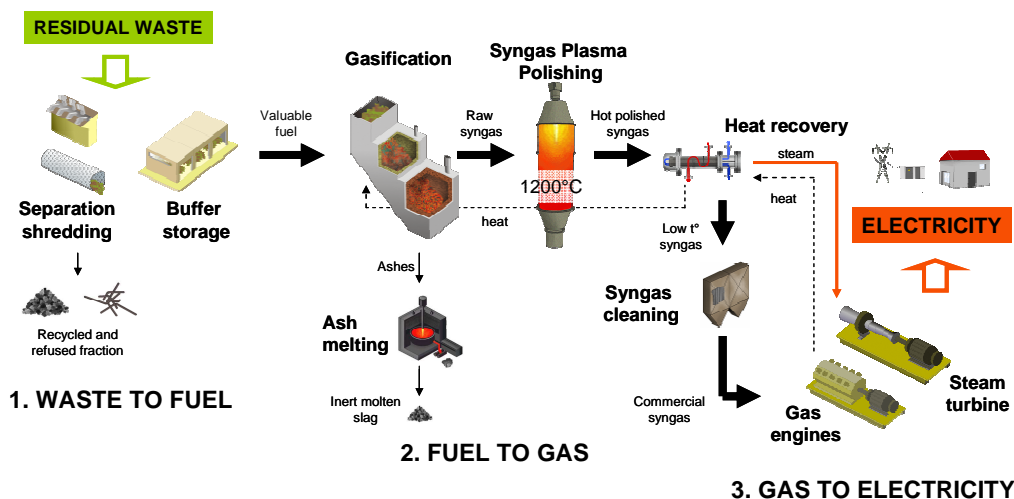 RESIDUAL WASTE
Separation
shredding
Buffer
storage
Recycled and
refused fraction
1. WASTE TO FUEL
Valuable
fuel
Gasification
Raw
syngas
Syngas Plasma
Polishing
1200°C
Hot polished
syngas
heat
Ashes
Ash
melting
Inert molten
slag
2. FUEL TO GAS
Heat recovery
steam
heat
Low t°
syngas
Syngas
cleaning
Commercial
syngas
ELECTRICITY
Gas
engines
Steam
turbine
3. GAS TO ELECTRICITY